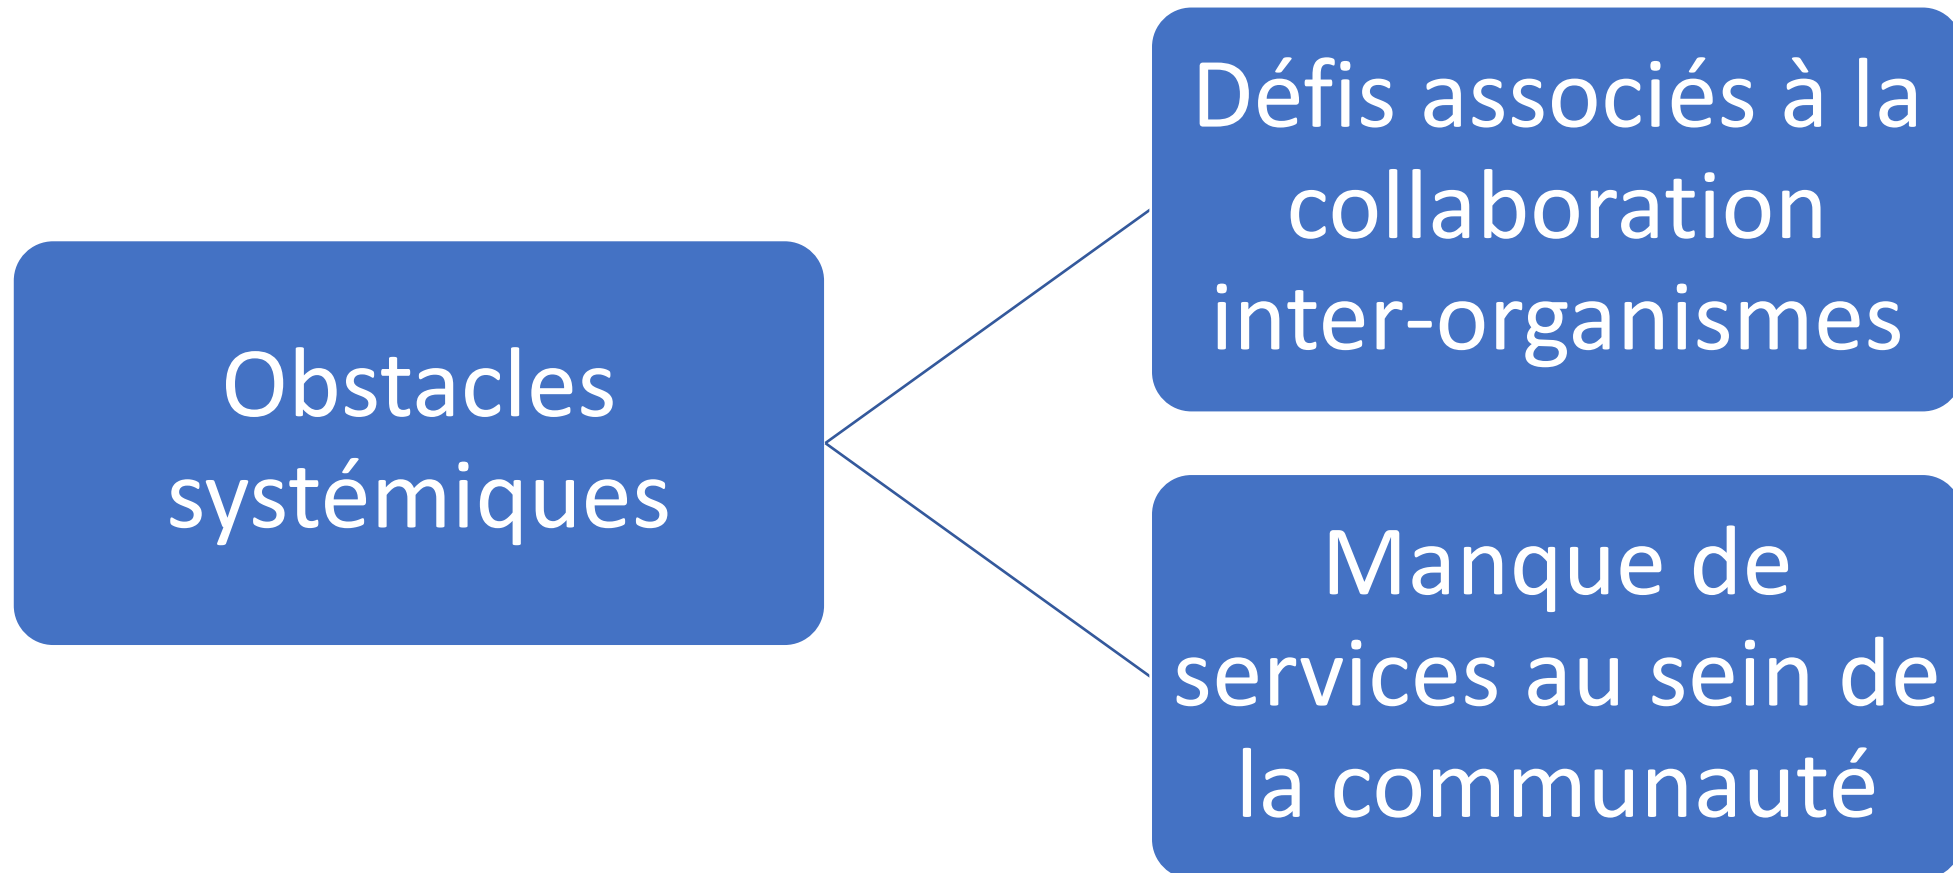 Obstacles
systémiques
Défis associés à la
collaboration
inter-organismes
Manque de
services au sein de
la communauté